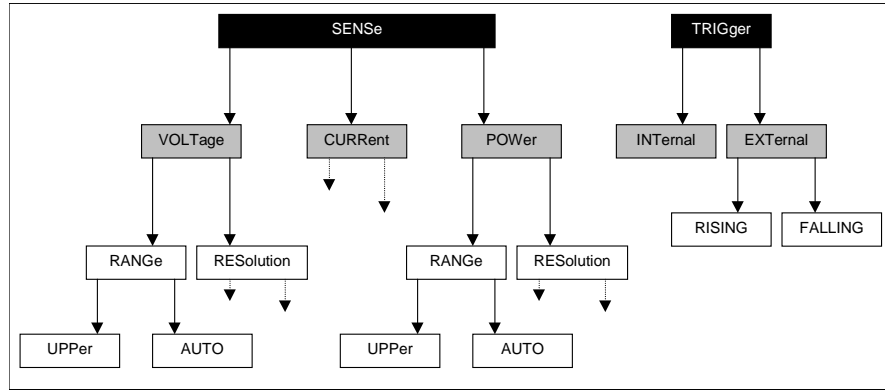 SENSe TRIGger
VOLTage CURRent POWer INTernal EXTernal
RISING FALLING
RANGe RESolution RANGe RESolution
UPPer AUTO UPPer AUTO